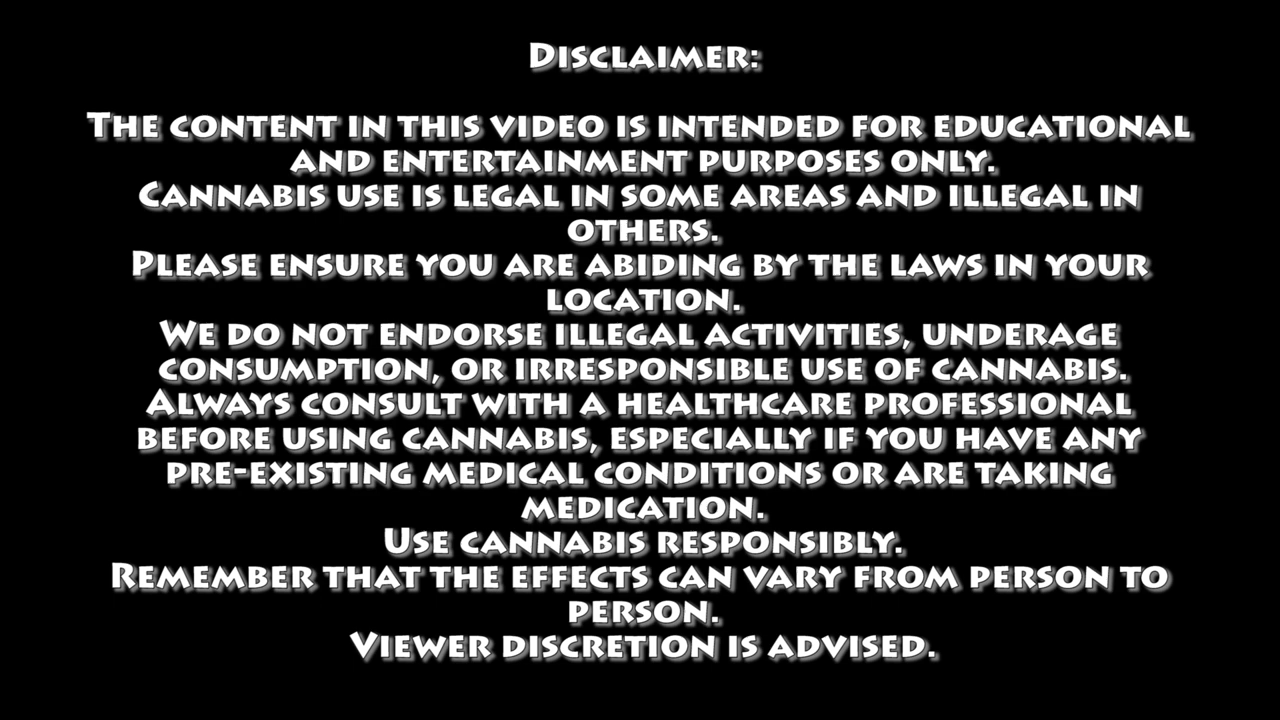 Disclaimer:
The content in this video is intended for educational
and entertainment purposes only.
Cannabis use is legal in some areas and illegal in
others.
Please ensure you are abiding by the laws in your
location.
We do not endorse illegal activities, underage
consumption, or irresponsible use of cannabis.
Always consult with a healthcare professional
before using cannabis, especially if you have any
pre-existing medical conditions or are taking
medication.
Use cannabis responsibly.
Remember that the effects can vary from person to
person.
Viewer discretion is advised.